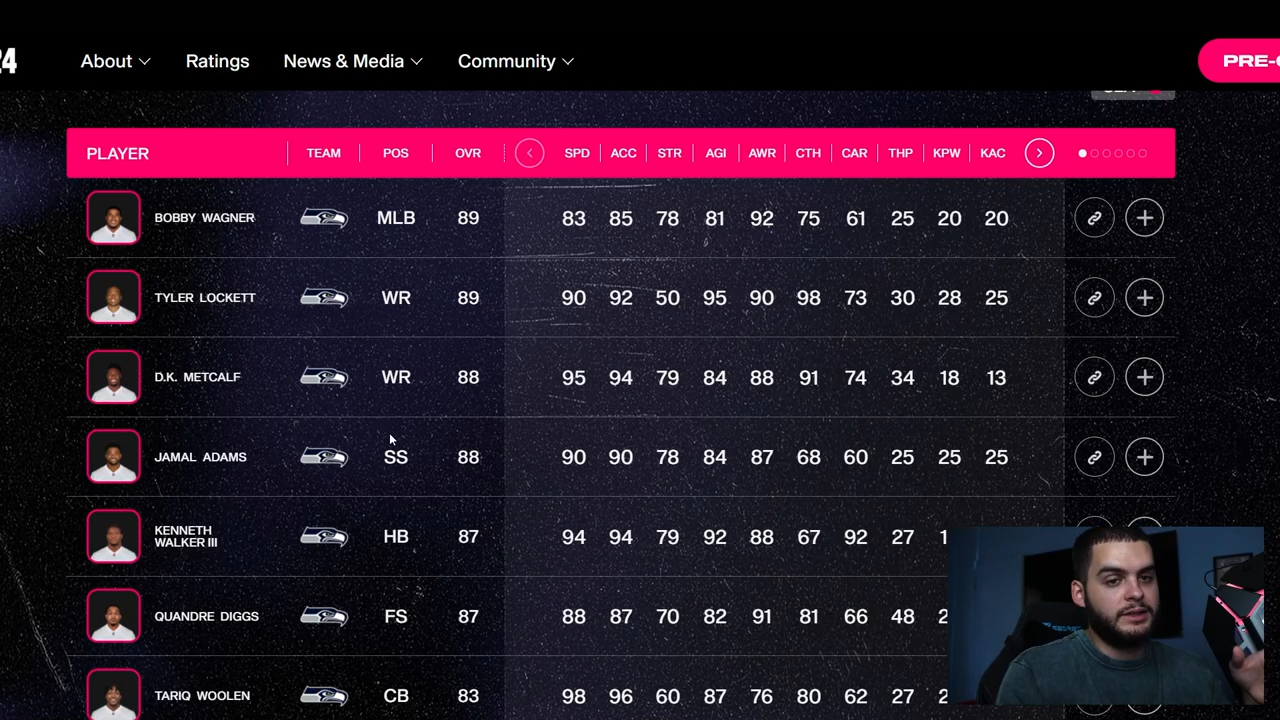 24 About Ratings News & Media Community PRE-
PLAYER TEAM POS OVR SPD ACC STR AGI AWR CTH CAR THP KPW KAC
BOBBY WAGNER MLB 89 83 85 78 81 92 75 61 25 20 20
TYLER LOCKETT WR 89 90 92 50 95 90 98 73 30 28 25
D.K. METCALF WR 88 95 94 79 84 88 91 74 34 18 13
JAMAL ADAMS SS 88 90 90 78 84 87 68 60 25 25 25
KENNETH
WALKER III HB 87 94 94 79 92 88 67 92 27 1
QUANDRE DIGGS FS 87 88 87 70 82 91 81 66 48 2
TARIQ WOOLEN CB 83 98 96 60 87 76 80 62 27 2